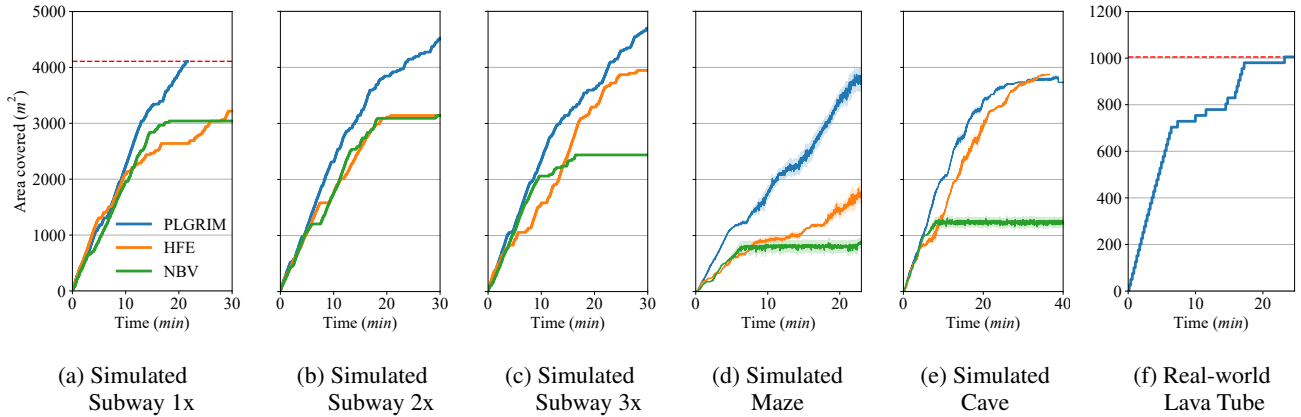 5000
4000
3000
2000
1000
0
Area covered (m²)
PLGRIM
HFE
NBV
0 10 20 30
Time (min)
0 10 20 30
Time (min)
0 10 20 30
Time (min)
10 20
Time (min)
0 20 40
Time (min)
1200
1000
800
600
400
200
0
0 10 20
Time (min)
(a) Simulated
Subway 1x
(b) Simulated
Subway 2x
(c) Simulated
Subway 3x
(d) Simulated
Maze
(e) Simulated
Cave
(f) Real-world
Lava Tube